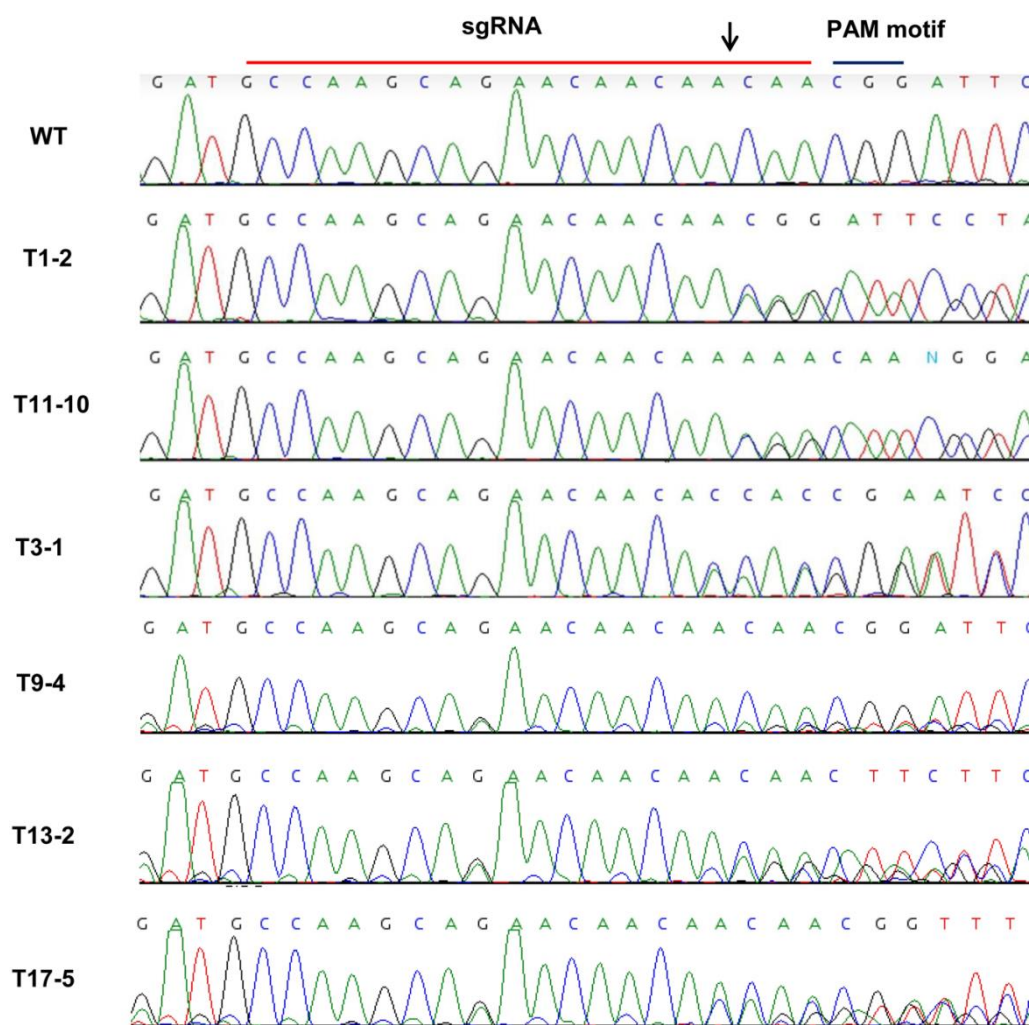 sgRNA ↓ PAM motif
G A T G C C A A G C A G A A C A A C A A C A A C G G A T T C
WT
G A T G C C A A G C A G A A C A A C A A C G G A T T C C T A
T1-2
G A T G C C A A G C A G A A C A A C A A A A A C A A N G G A
T11-10
G A T G C C A A G C A G A A C A A C A C C A C C G A A T C C
T3-1
G A T G C C A A G C A G A A C A A C A A C A A C G G A T T C
T9-4
G A T G C C A A G C A G A A C A A C A A C A A C T T C T T C
T13-2
G A T G C C A A G C A G A A C A A C A A C A A C G G T T T
T17-5